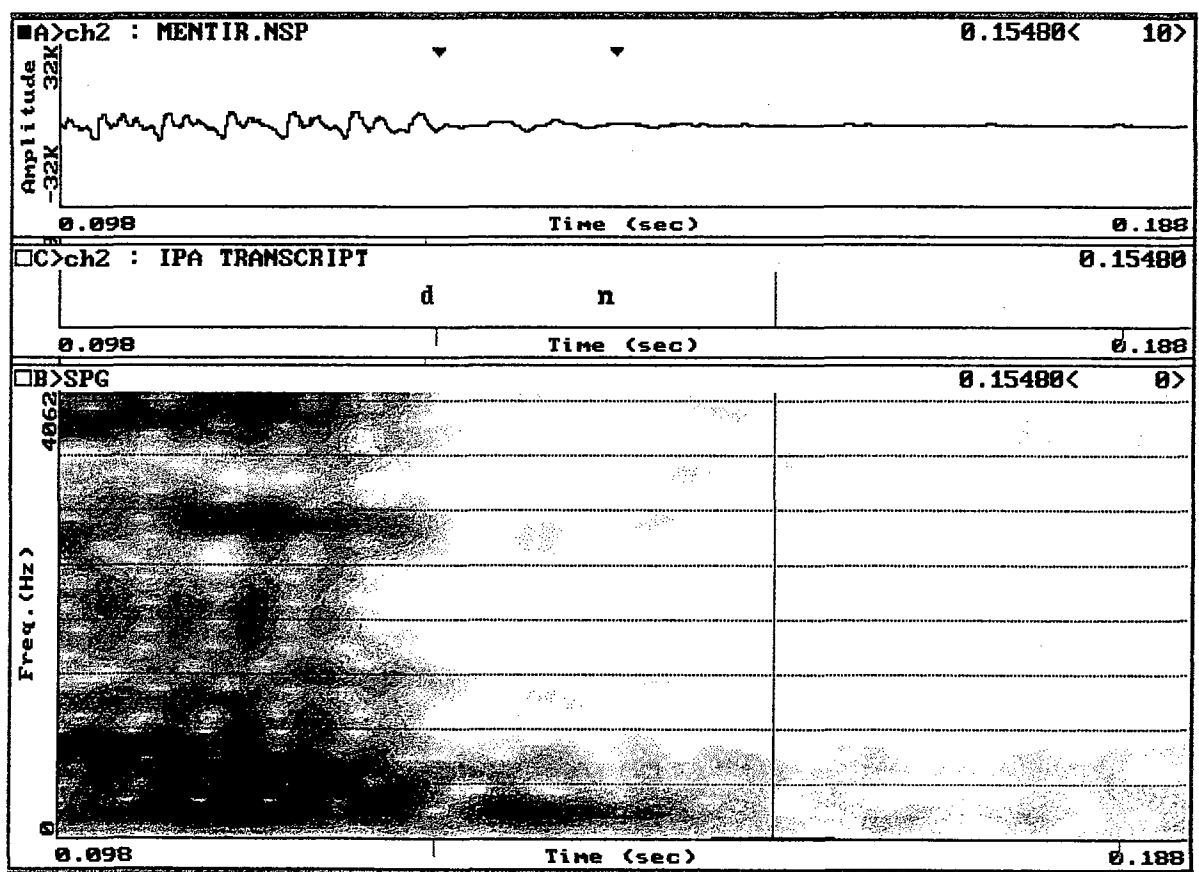 ■A>ch2 : MENTIR.NSP 0.15480< 10>
Amplitude
32K
-32K
0.098 Time (sec) 0.188
□C>ch2 : IPA TRANSCRIPT 0.15480
d n
0.098 Time (sec) 0.188
□B>SPG 0.15480< 0>
4062
Freq.(Hz)
0
0.098 Time (sec) 0.188